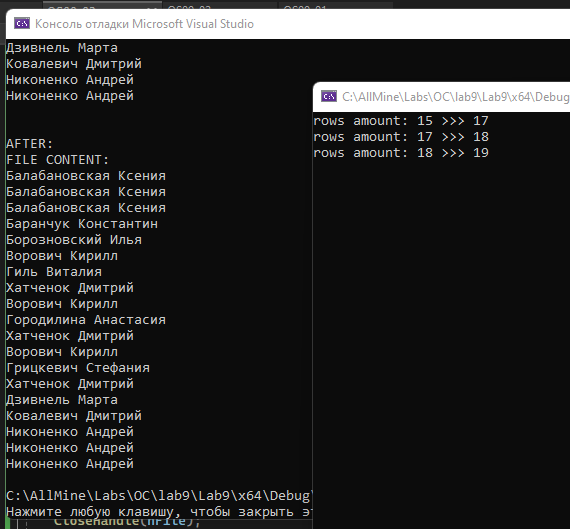 Консоль отладки Microsoft Visual Studio
Дзивнель Марта
Ковалевич Дмитрий
Никоненко Андрей
Никоненко Андрей
AFTER:
FILE CONTENT:
Балабановская Ксения
Балабановская Ксения
Балабановская Ксения
Баранчук Константин
Борозновский Илья
Ворович Кирилл
Гиль Виталия
Хатченок Дмитрий
Ворович Кирилл
Городилина Анастасия
Хатченок Дмитрий
Ворович Кирилл
Грицкевич Стефания
Хатченок Дмитрий
Дзивнель Марта
Ковалевич Дмитрий
Никоненко Андрей
Никоненко Андрей
Никоненко Андрей
C:\AllMine\Labs\OC\lab9\Lab9\x64\Debug\
Нажмите любую клавишу, чтобы закрыть эт
CloseHandle(hFile);
C:\AllMine\Labs\OC\lab9\Lab9\x64\Debug
rows amount: 15 >>> 17
rows amount: 17 >>> 18
rows amount: 18 >>> 19